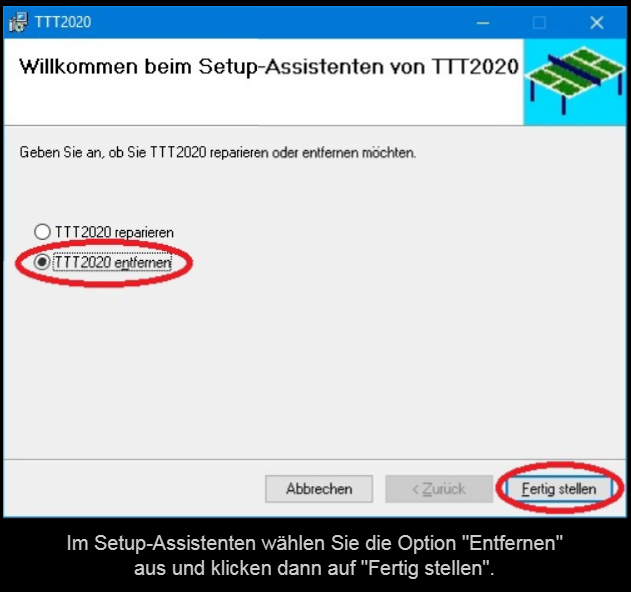 TTT2020
Willkommen beim Setup-Assistenten von TTT2020
Geben Sie an, ob Sie TTT2020 reparieren oder entfernen möchten.
TTT2020 reparieren
TTT2020 entfernen
Abbrechen < Zurück Fertig stellen
Im Setup-Assistenten wählen Sie die Option "Entfernen"
aus und klicken dann auf "Fertig stellen".